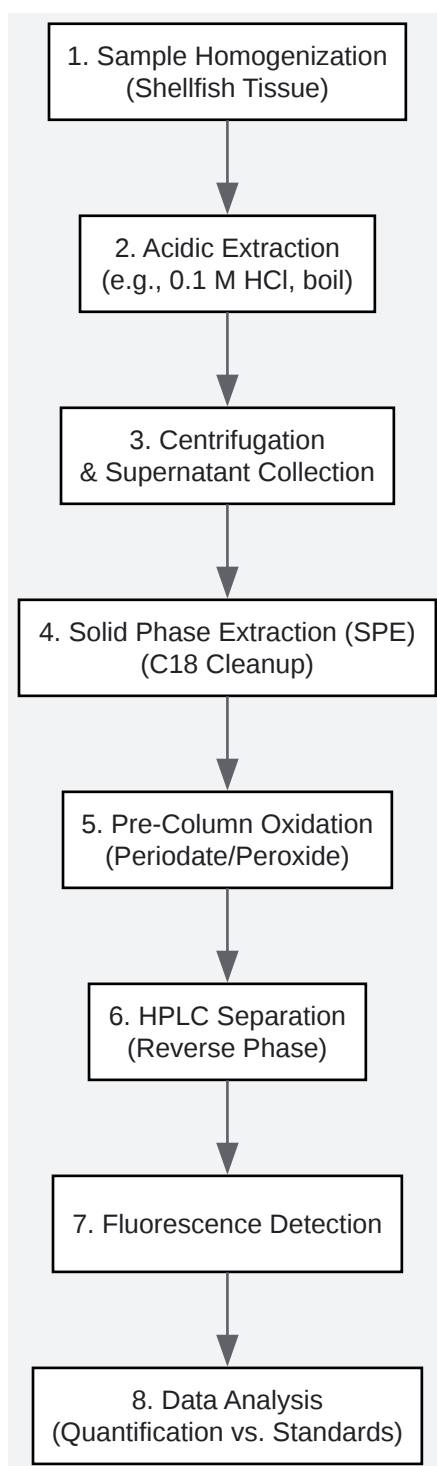 1. Sample Homogenization
(Shellfish Tissue)
2. Acidic Extraction
(e.g., 0.1 M HCl, boil)
3. Centrifugation
& Supernatant Collection
4. Solid Phase Extraction (SPE)
(C18 Cleanup)
5. Pre-Column Oxidation
(Periodate/Peroxide)
6. HPLC Separation
(Reverse Phase)
7. Fluorescence Detection
8. Data Analysis
(Quantification vs. Standards)